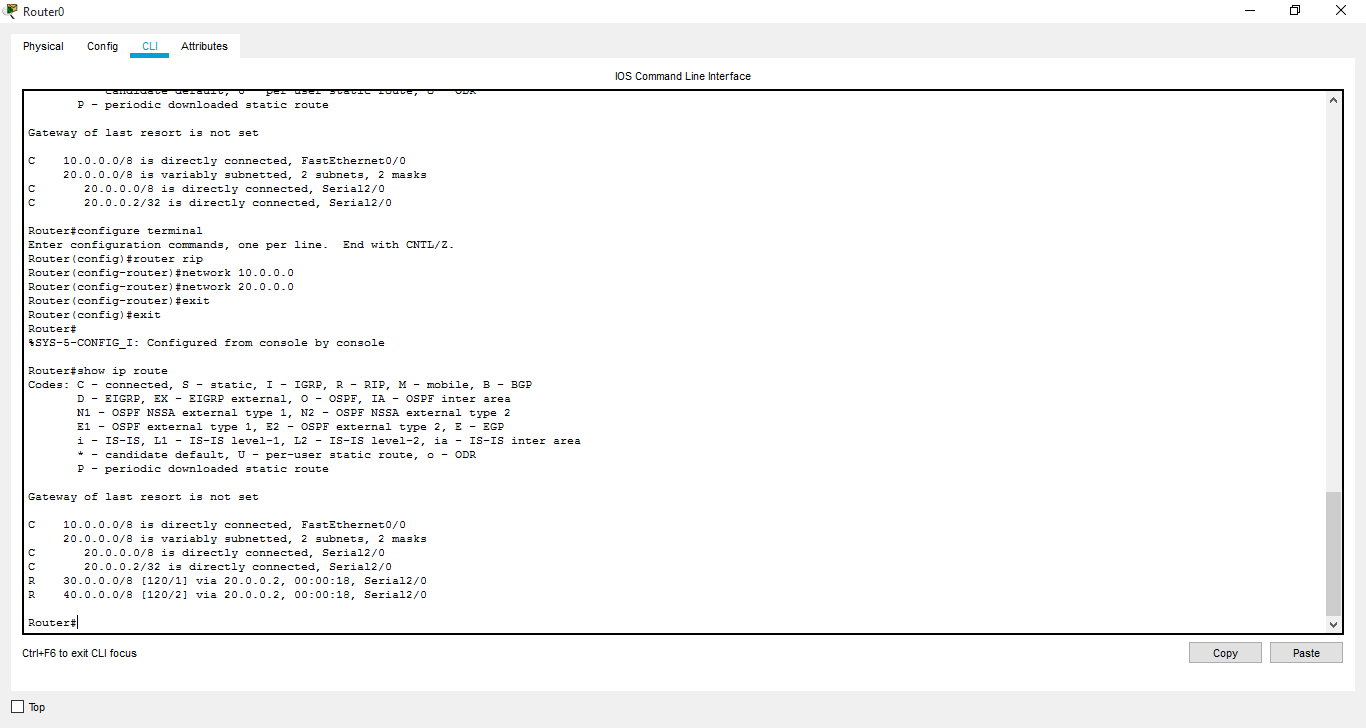 Router0
Physical Config CLI Attributes
IOS Command Line Interface
candidate default, U - per-user static route, o - ODR
P - periodic downloaded static route
Gateway of last resort is not set
C    10.0.0.0/8 is directly connected, FastEthernet0/0
     20.0.0.0/8 is variably subnetted, 2 subnets, 2 masks
C       20.0.0.0/8 is directly connected, Serial2/0
C       20.0.0.2/32 is directly connected, Serial2/0
Router#configure terminal
Enter configuration commands, one per line.  End with CNTL/Z.
Router(config)#router rip
Router(config-router)#network 10.0.0.0
Router(config-router)#network 20.0.0.0
Router(config-router)#exit
Router(config)#exit
Router#
%SYS-5-CONFIG_I: Configured from console by console
Router#show ip route
Codes: C - connected, S - static, I - IGRP, R - RIP, M - mobile, B - BGP
       D - EIGRP, EX - EIGRP external, O - OSPF, IA - OSPF inter area
       N1 - OSPF NSSA external type 1, N2 - OSPF NSSA external type 2
       E1 - OSPF external type 1, E2 - OSPF external type 2, E - EGP
       i - IS-IS, L1 - IS-IS level-1, L2 - IS-IS level-2, ia - IS-IS inter area
       * - candidate default, U - per-user static route, o - ODR
       P - periodic downloaded static route
Gateway of last resort is not set
C    10.0.0.0/8 is directly connected, FastEthernet0/0
     20.0.0.0/8 is variably subnetted, 2 subnets, 2 masks
C       20.0.0.0/8 is directly connected, Serial2/0
C       20.0.0.2/32 is directly connected, Serial2/0
R    30.0.0.0/8 [120/1] via 20.0.0.2, 00:00:18, Serial2/0
R    40.0.0.0/8 [120/2] via 20.0.0.2, 00:00:18, Serial2/0
Router#
Ctrl+F6 to exit CLI focus
Copy Paste
Top